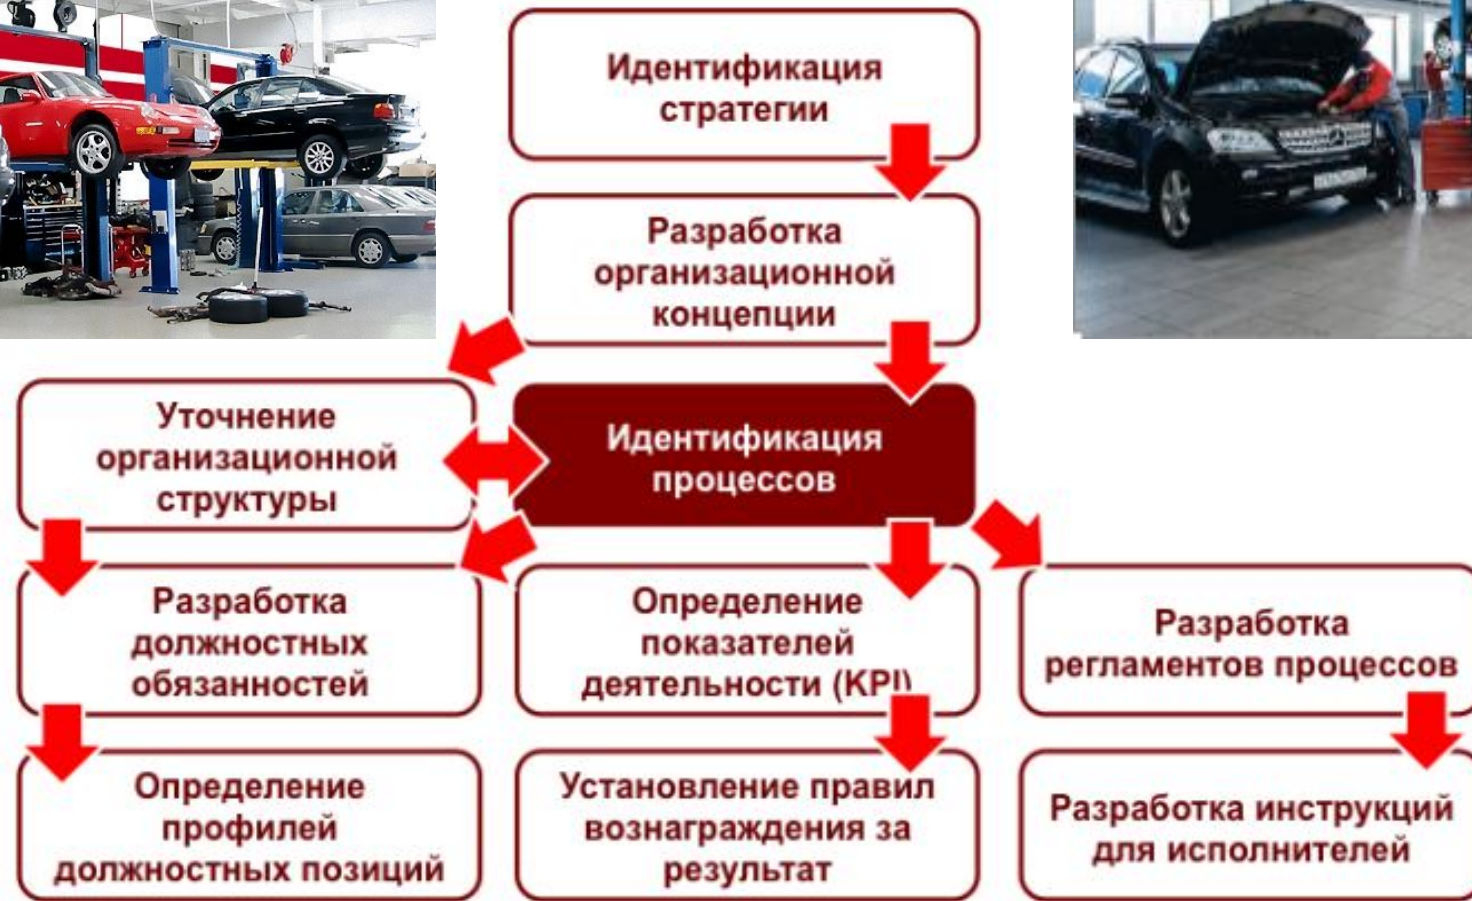 Идентификация
стратегии
Разработка
организационной
концепции
Уточнение
организационной
структуры
Идентификация
процессов
Разработка
должностных
обязанностей
Определение
показателей
деятельности (KPI)
Разработка
регламентов процессов
Определение
профилей
должностных позиций
Установление правил
вознаграждения за
результат
Разработка инструкций
для исполнителей